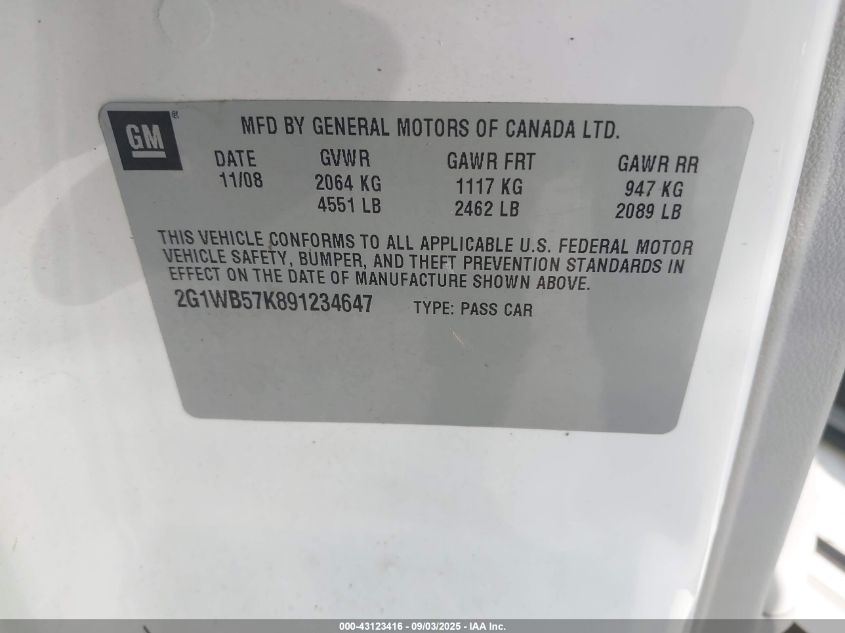 GM®
MFD BY GENERAL MOTORS OF CANADA LTD.
DATE GVWR GAWR FRT GAWR RR
11/08 2064 KG 1117 KG 947 KG
4551 LB 2462 LB 2089 LB
THIS VEHICLE CONFORMS TO ALL APPLICABLE U.S. FEDERAL MOTOR
VEHICLE SAFETY, BUMPER, AND THEFT PREVENTION STANDARDS IN
EFFECT ON THE DATE OF MANUFACTURE SHOWN ABOVE.
2G1WB57K891234647 TYPE: PASS CAR
000-43123416 - 09/03/2025 - IAA Inc.